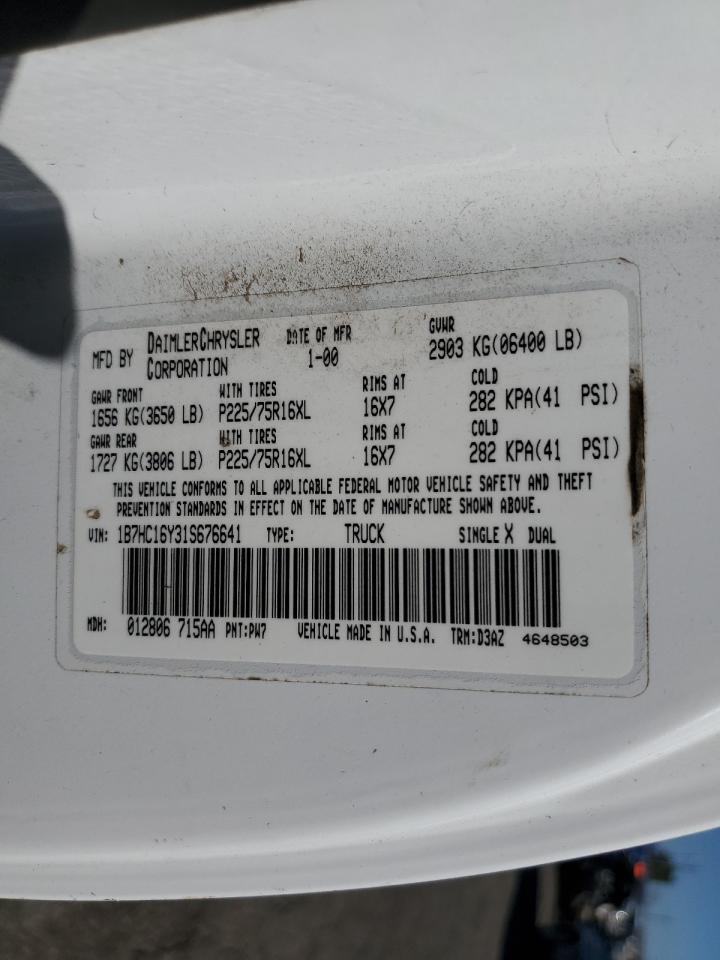 MFD BY DAIMLERCHRYSLER CORPORATION DATE OF MFR 1-00 GVWR 2903 KG(06400 LB)
GAWR FRONT WITH TIRES RIMS AT COLD
1656 KG(3650 LB) P225/75R16XL 16X7 282 KPA(41 PSI)
GAWR REAR WITH TIRES RIMS AT COLD
1727 KG(3806 LB) P225/75R16XL 16X7 282 KPA(41 PSI)
THIS VEHICLE CONFORMS TO ALL APPLICABLE FEDERAL MOTOR VEHICLE SAFETY AND THEFT
PREVENTION STANDARDS IN EFFECT ON THE DATE OF MANUFACTURE SHOWN ABOVE.
VIN: 1B7HC16Y31S676641 TYPE: TRUCK SINGLE X DUAL
MDH: 012806 715AA PNT:PW7 VEHICLE MADE IN U.S.A. TRM:D3AZ 4648503